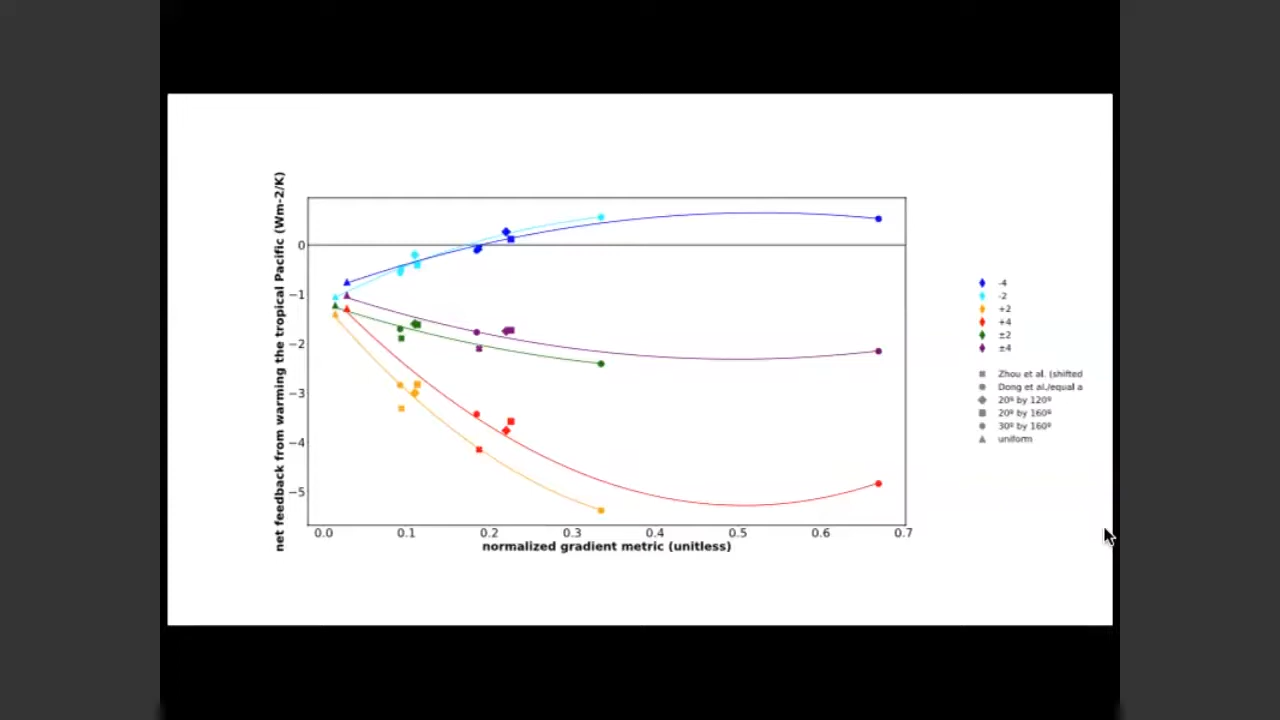 net feedback from warming the tropical Pacific (Wm-2/K)
0
−1
−2
−3
−4
−5
0.0 0.1 0.2 0.3 0.4 0.5 0.6 0.7
normalized gradient metric (unitless)
-4
-2
+2
+4
±2
±4
Zhou et al. (shifted
Dong et al./equal a
20º by 120º
20º by 160º
30º by 160º
uniform